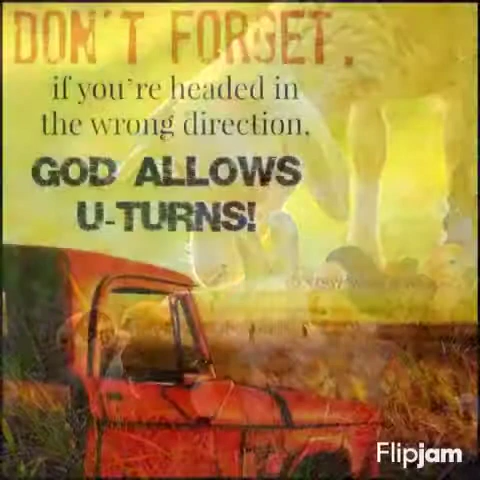 DON'T FORGET,
if you're headed in
the wrong direction,
GOD ALLOWS
U-TURNS!
Flipjam